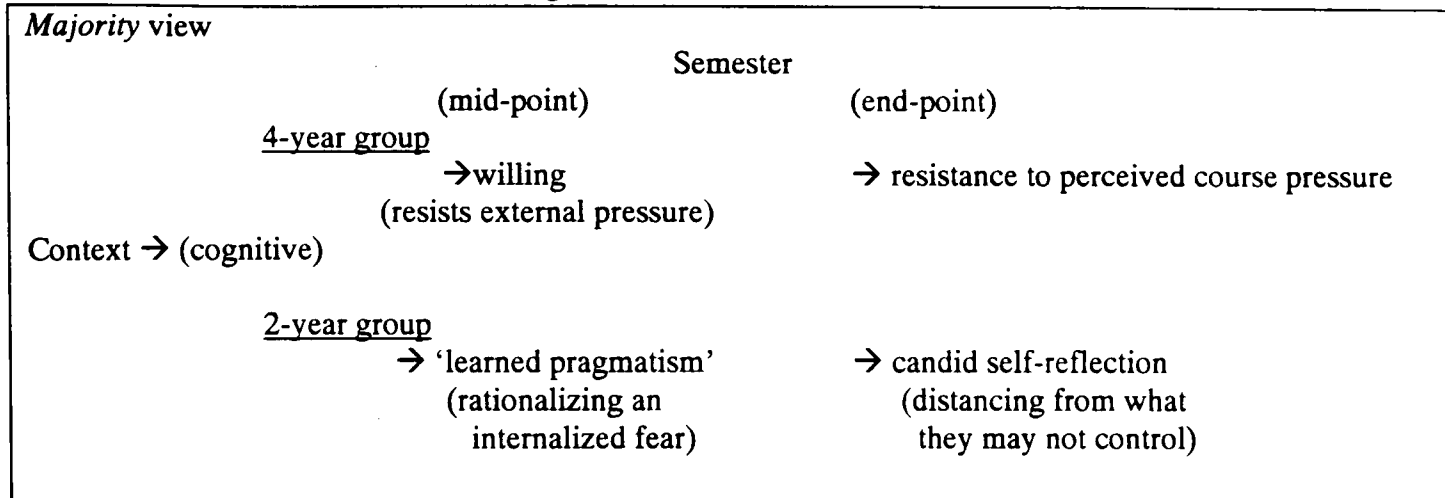 Majority view
Semester
(mid-point) (end-point)
4-year group
→willing → resistance to perceived course pressure
(resists external pressure)
Context → (cognitive)
2-year group
→ ‘learned pragmatism’ → candid self-reflection
(rationalizing an (distancing from what
internalized fear) they may not control)